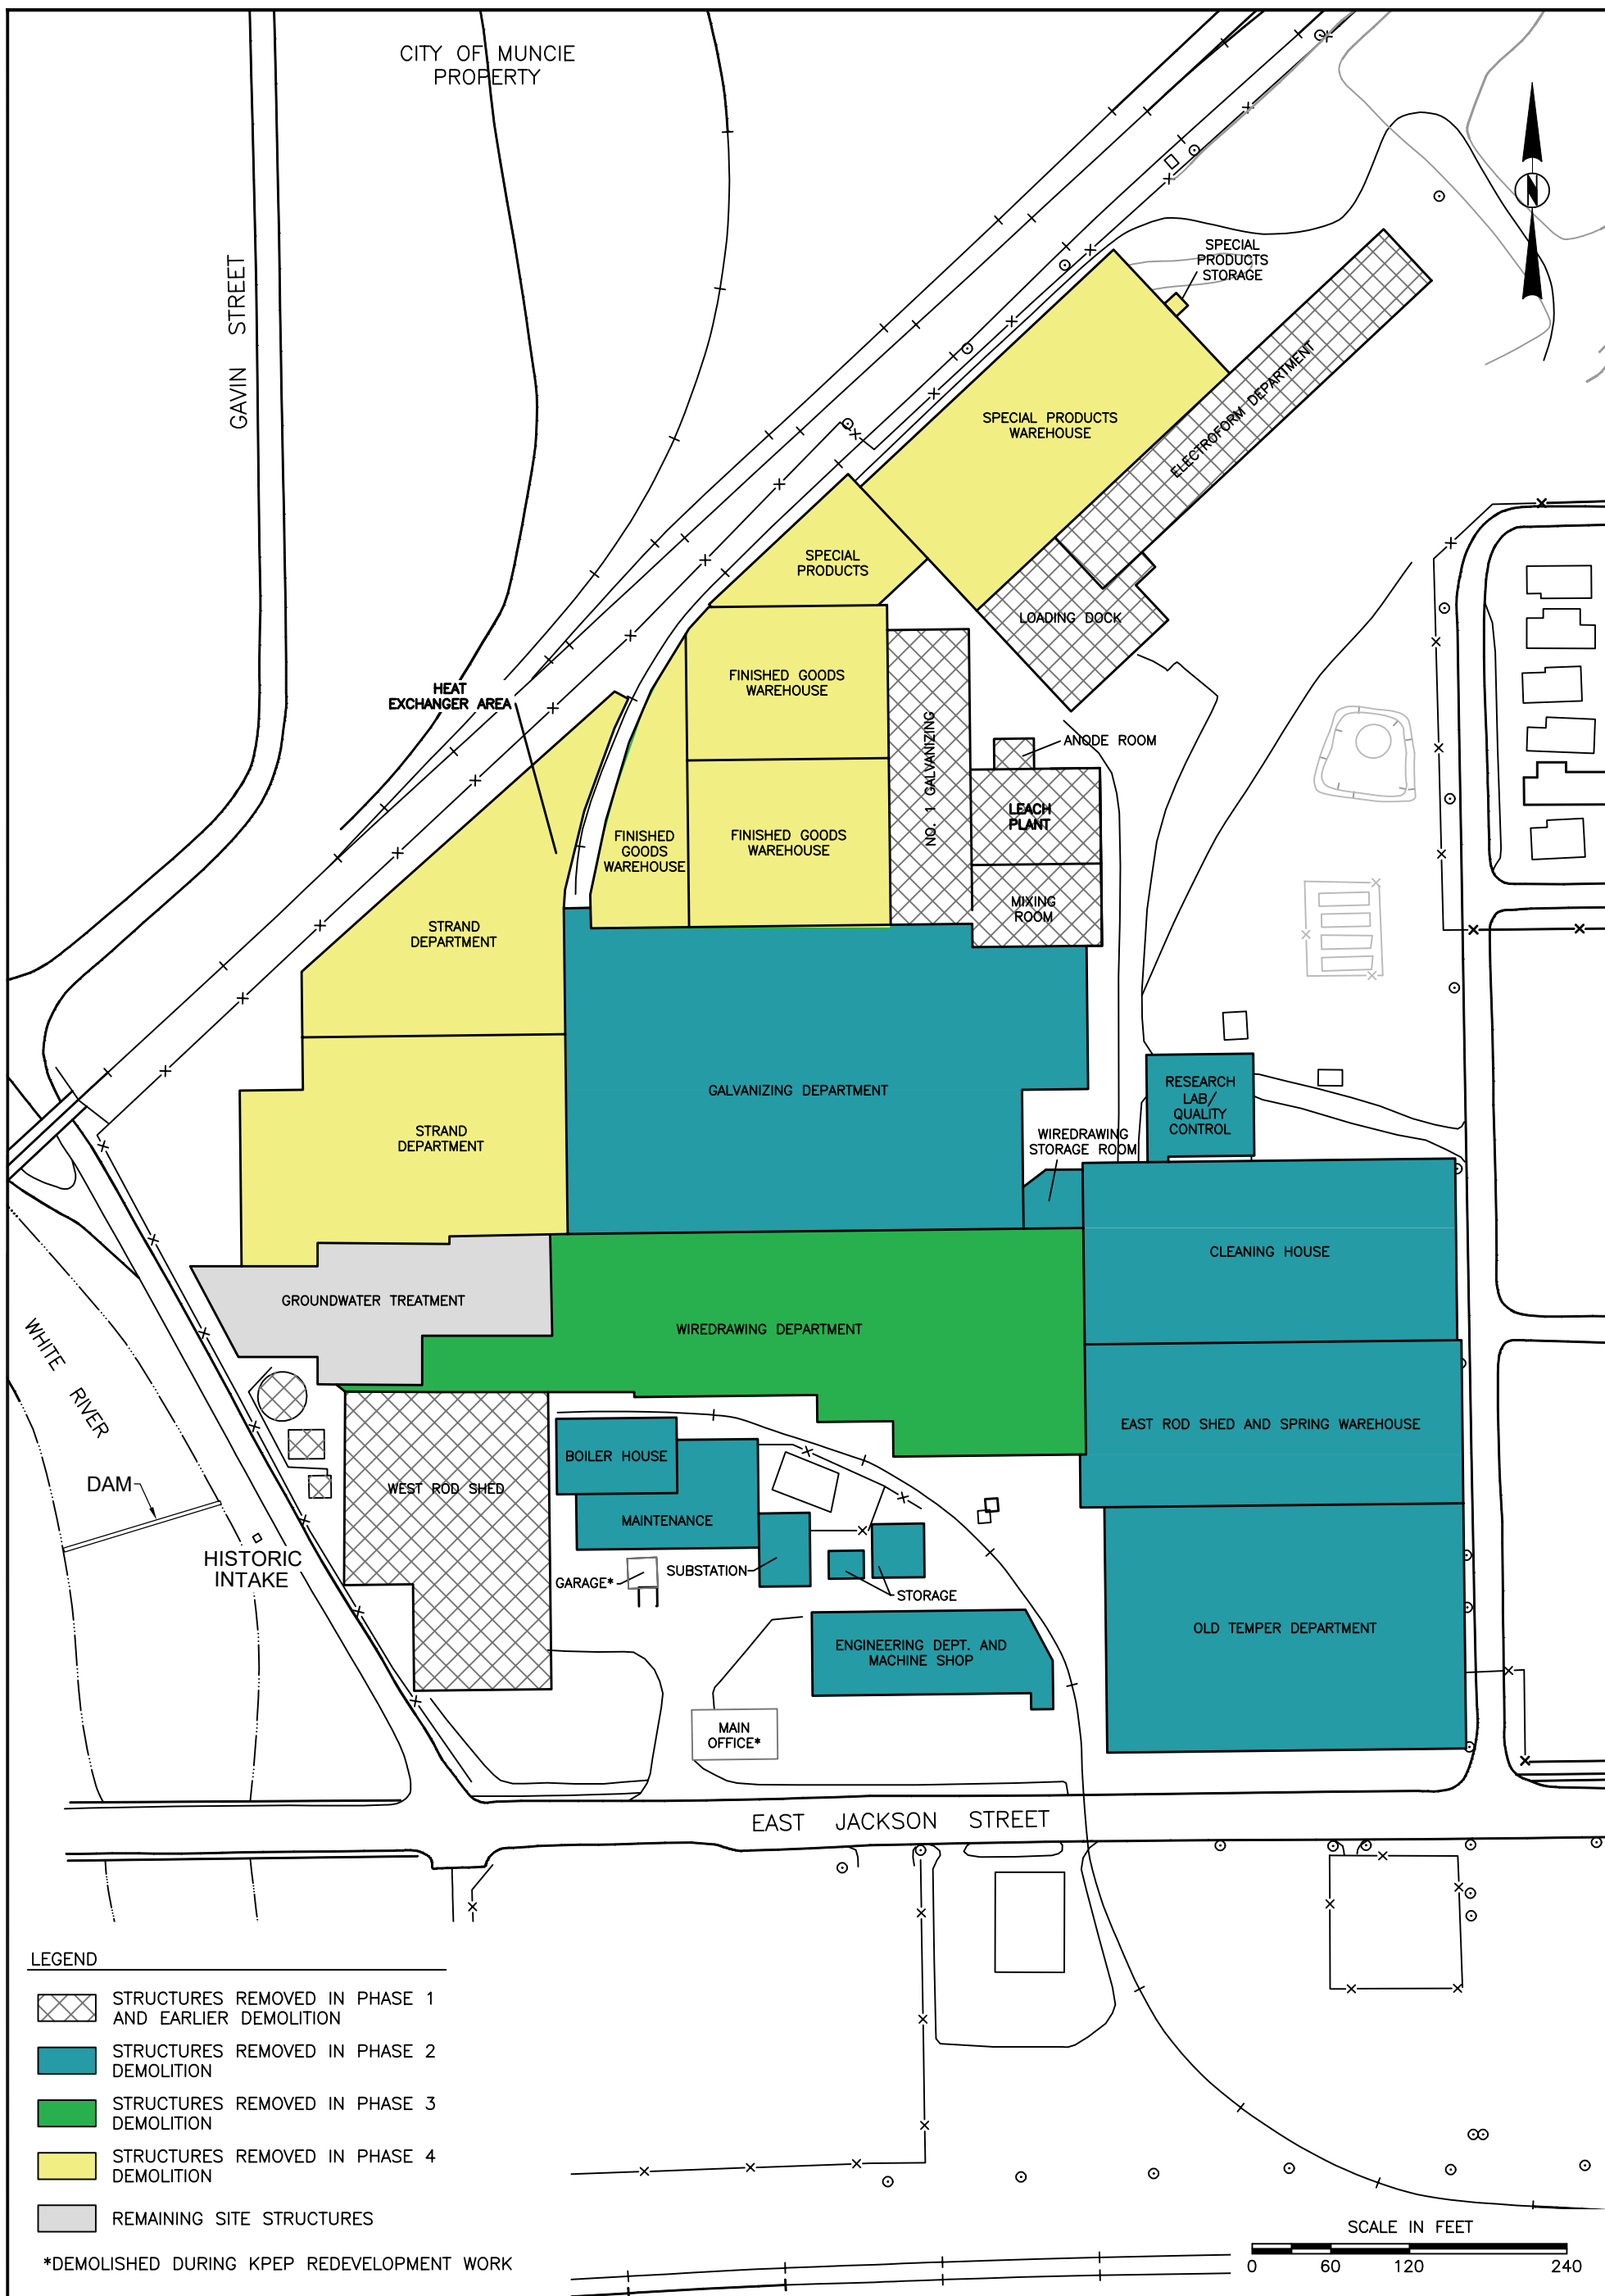 CITY OF MUNCIE
PROPERTY
GAVIN STREET
SPECIAL
PRODUCTS
STORAGE
SPECIAL PRODUCTS
WAREHOUSE
ELECTROFORM DEPARTMENT
SPECIAL
PRODUCTS
LOADING DOCK
HEAT
EXCHANGER AREA
FINISHED GOODS
WAREHOUSE
NO. 1 GALVANIZING
ANODE ROOM
LEACH
PLANT
FINISHED
GOODS
WAREHOUSE
FINISHED GOODS
WAREHOUSE
MIXING
ROOM
STRAND
DEPARTMENT
GALVANIZING DEPARTMENT
RESEARCH
LAB/
QUALITY
CONTROL
STRAND
DEPARTMENT
WIREDRAWING
STORAGE ROOM
CLEANING HOUSE
GROUNDWATER TREATMENT
WIREDRAWING DEPARTMENT
WHITE RIVER
EAST ROD SHED AND SPRING WAREHOUSE
BOILER HOUSE
DAM
WEST ROD SHED
MAINTENANCE
HISTORIC
INTAKE
GARAGE*
SUBSTATION
STORAGE
OLD TEMPER DEPARTMENT
ENGINEERING DEPT. AND
MACHINE SHOP
MAIN
OFFICE*
EAST JACKSON STREET
LEGEND
STRUCTURES REMOVED IN PHASE 1
AND EARLIER DEMOLITION
STRUCTURES REMOVED IN PHASE 2
DEMOLITION
STRUCTURES REMOVED IN PHASE 3
DEMOLITION
STRUCTURES REMOVED IN PHASE 4
DEMOLITION
REMAINING SITE STRUCTURES
*DEMOLISHED DURING KPEP REDEVELOPMENT WORK
SCALE IN FEET
0 60 120 240